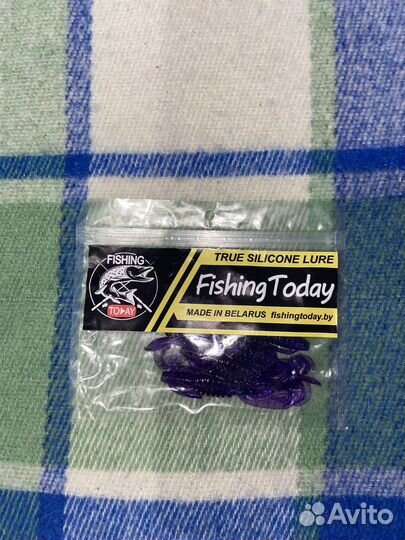 FISHING
TODAY
TRUE SILICONE LURE
FishingToday
MADE IN BELARUS fishingtoday.by
Avito